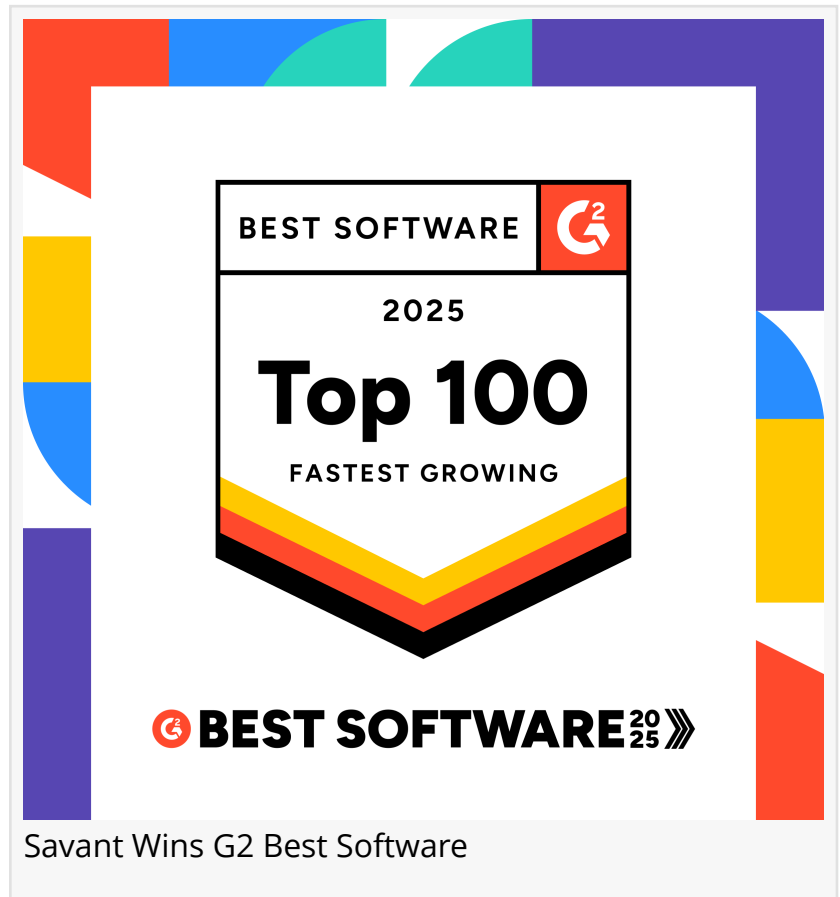 BEST SOFTWARE G2
2025
Top 100
FASTEST GROWING
G2 BEST SOFTWARE 2025
Savant Wins G2 Best Software